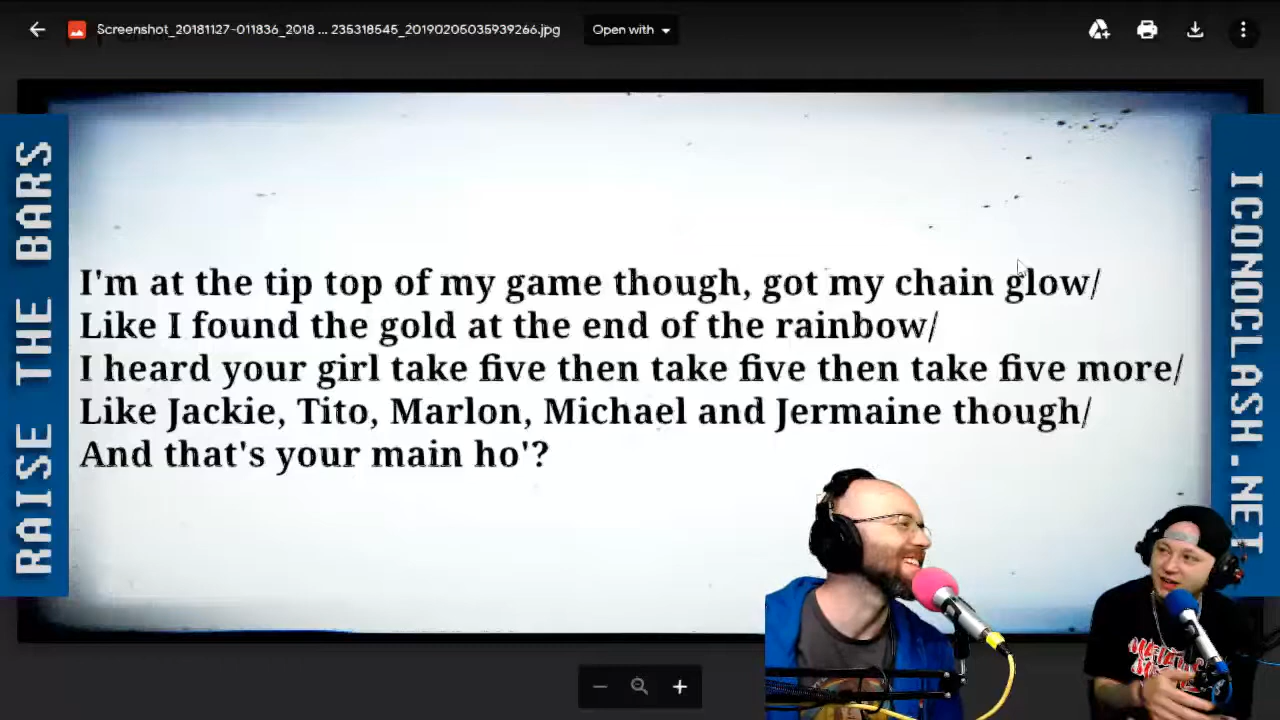 Screenshot_20181127-011836_2018 ... 235318545_20190205035939266.jpg
Open with
RAISE THE BARS
ICONOCLASH.NET
I'm at the tip top of my game though, got my chain glow/
Like I found the gold at the end of the rainbow/
I heard your girl take five then take five then take five more/
Like Jackie, Tito, Marlon, Michael and Jermaine though/
And that's your main ho'?